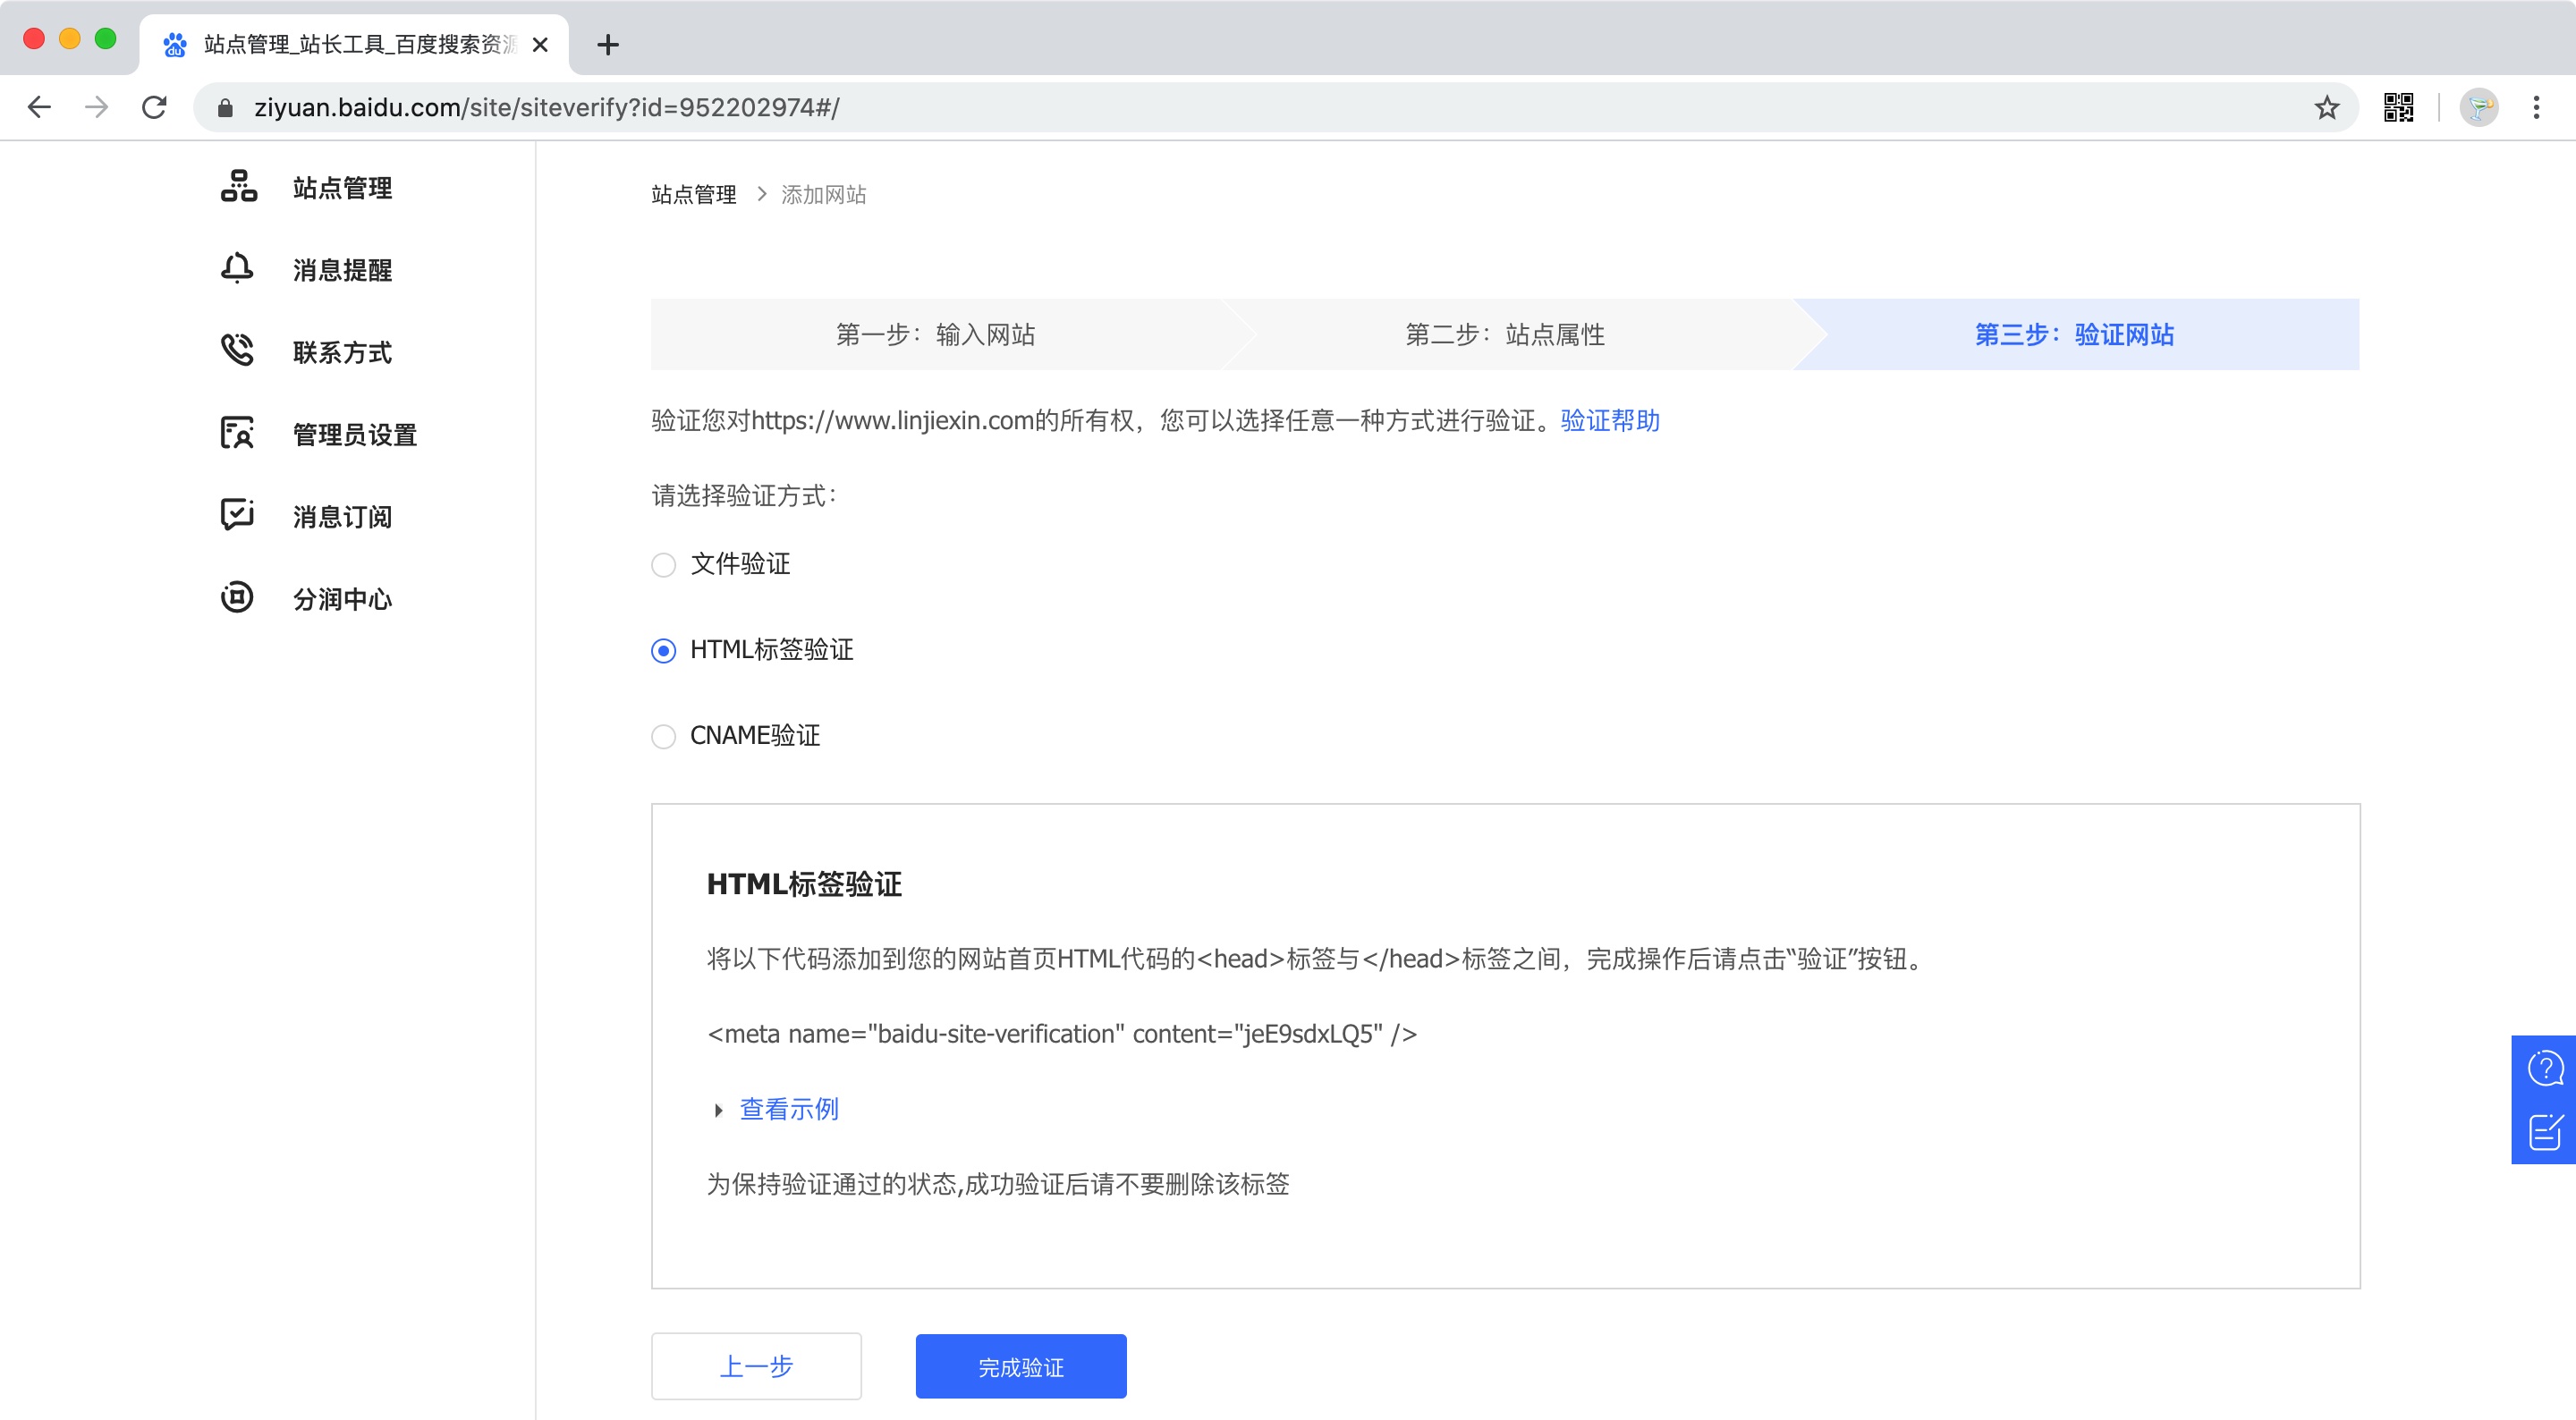 站点管理_站长工具_百度搜索资源
ziyuan.baidu.com/site/siteverify?id=952202974#/
站点管理
消息提醒
联系方式
管理员设置
消息订阅
分润中心
站点管理 > 添加网站
第一步：输入网站
第二步：站点属性
第三步：验证网站
验证您对https://www.linjiexin.com的所有权，您可以选择任意一种方式进行验证。验证帮助
请选择验证方式：
文件验证
HTML标签验证
CNAME验证
HTML标签验证
将以下代码添加到您的网站首页HTML代码的<head>标签与</head>标签之间，完成操作后请点击“验证”按钮。
<meta name="baidu-site-verification" content="jeE9sdxLQ5" />
查看示例
为保持验证通过的状态,成功验证后请不要删除该标签
上一步
完成验证